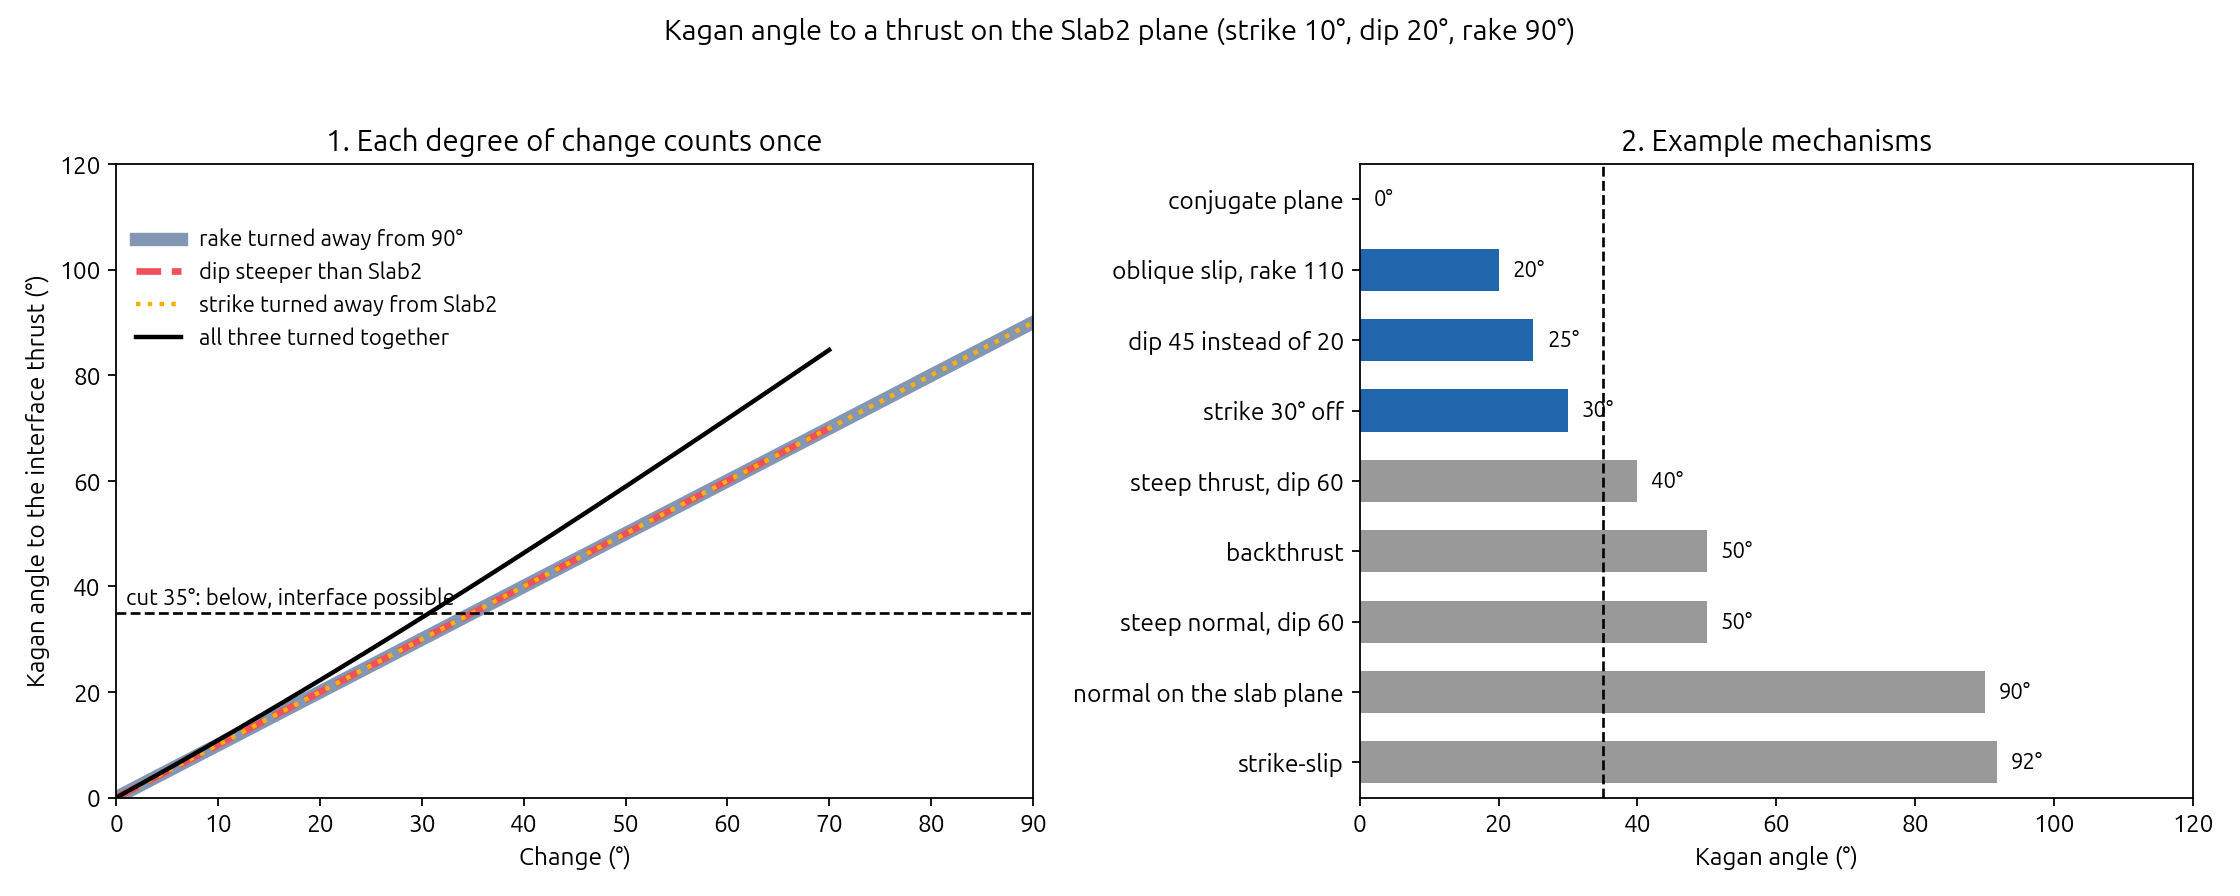 Kagan angle to a thrust on the Slab2 plane (strike 10°, dip 20°, rake 90°)
1. Each degree of change counts once
Kagan angle to the interface thrust (°)
120
100
80
60
40
20
0
rake turned away from 90°
dip steeper than Slab2
strike turned away from Slab2
all three turned together
cut 35°: below, interface possible
0 10 20 30 40 50 60 70 80 90
Change (°)
2. Example mechanisms
conjugate plane 0°
oblique slip, rake 110 20°
dip 45 instead of 20 25°
strike 30° off 30°
steep thrust, dip 60 40°
backthrust 50°
steep normal, dip 60 50°
normal on the slab plane 90°
strike-slip 92°
0 20 40 60 80 100 120
Kagan angle (°)